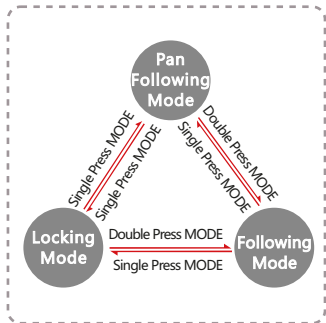 Pan
Following
Mode
Single Press MODE
Single Press MODE
Double Press MODE
Single Press MODE
Locking
Mode
Double Press MODE
Single Press MODE
Following
Mode